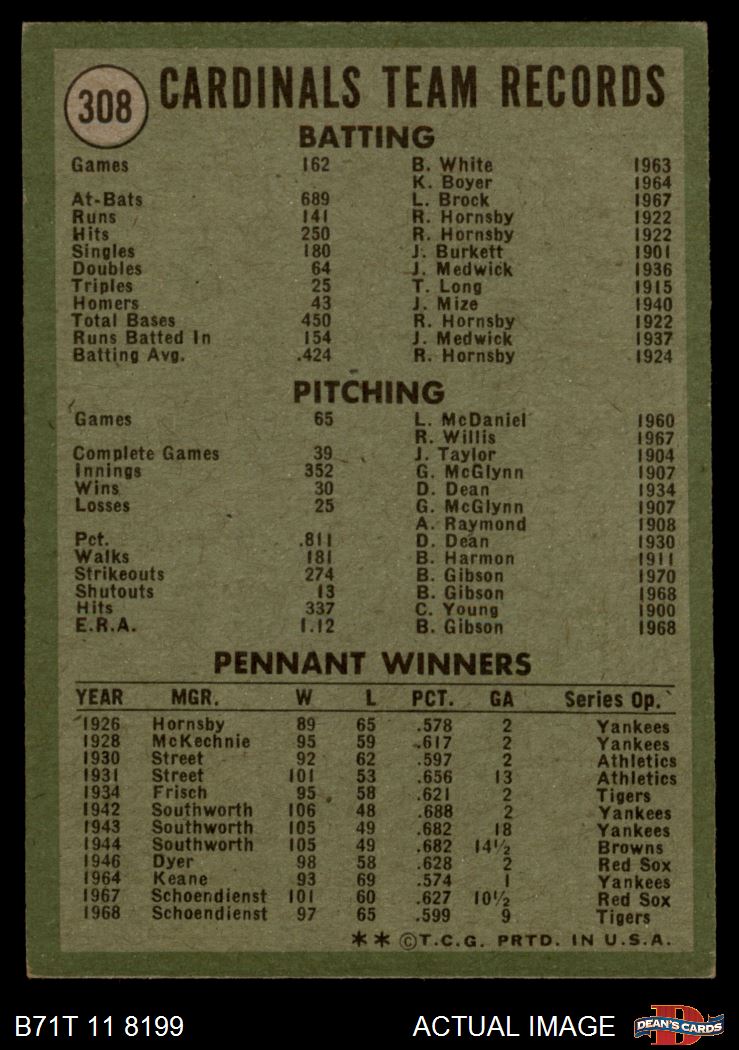 308 CARDINALS TEAM RECORDS
BATTING
Games 162 B. White 1963
K. Boyer 1964
At-Bats 689 L. Brock 1967
Runs 141 R. Hornsby 1922
Hits 250 R. Hornsby 1922
Singles 180 J. Burkett 1901
Doubles 64 J. Medwick 1936
Triples 25 T. Long 1915
Homers 43 J. Mize 1940
Total Bases 450 R. Hornsby 1922
Runs Batted In 154 J. Medwick 1937
Batting Avg. .424 R. Hornsby 1924
PITCHING
Games 65 L. McDaniel 1960
R. Willis 1967
Complete Games 39 J. Taylor 1904
Innings 352 G. McGlynn 1907
Wins 30 D. Dean 1934
Losses 25 G. McGlynn 1907
A. Raymond 1908
Pct. .811 D. Dean 1930
Walks 181 B. Harmon 1911
Strikeouts 274 B. Gibson 1970
Shutouts 13 B. Gibson 1968
Hits 337 C. Young 1900
E.R.A. 1.12 B. Gibson 1968
PENNANT WINNERS
YEAR MGR. W L PCT. GA Series Op.
1926 Hornsby 89 65 .578 2 Yankees
1928 McKechnie 95 59 .617 2 Yankees
1930 Street 92 62 .597 2 Athletics
1931 Street 101 53 .656 13 Athletics
1934 Frisch 95 58 .621 2 Tigers
1942 Southworth 106 48 .688 2 Yankees
1943 Southworth 105 49 .682 18 Yankees
1944 Southworth 105 49 .682 14½ Browns
1946 Dyer 98 58 .628 2 Red Sox
1964 Keane 93 69 .574 1 Yankees
1967 Schoendienst 101 60 .627 10½ Red Sox
1968 Schoendienst 97 65 .599 9 Tigers
** ©T.C.G. PRTD. IN U.S.A.
B71T 11 8199 ACTUAL IMAGE D DEAN'S CARDS